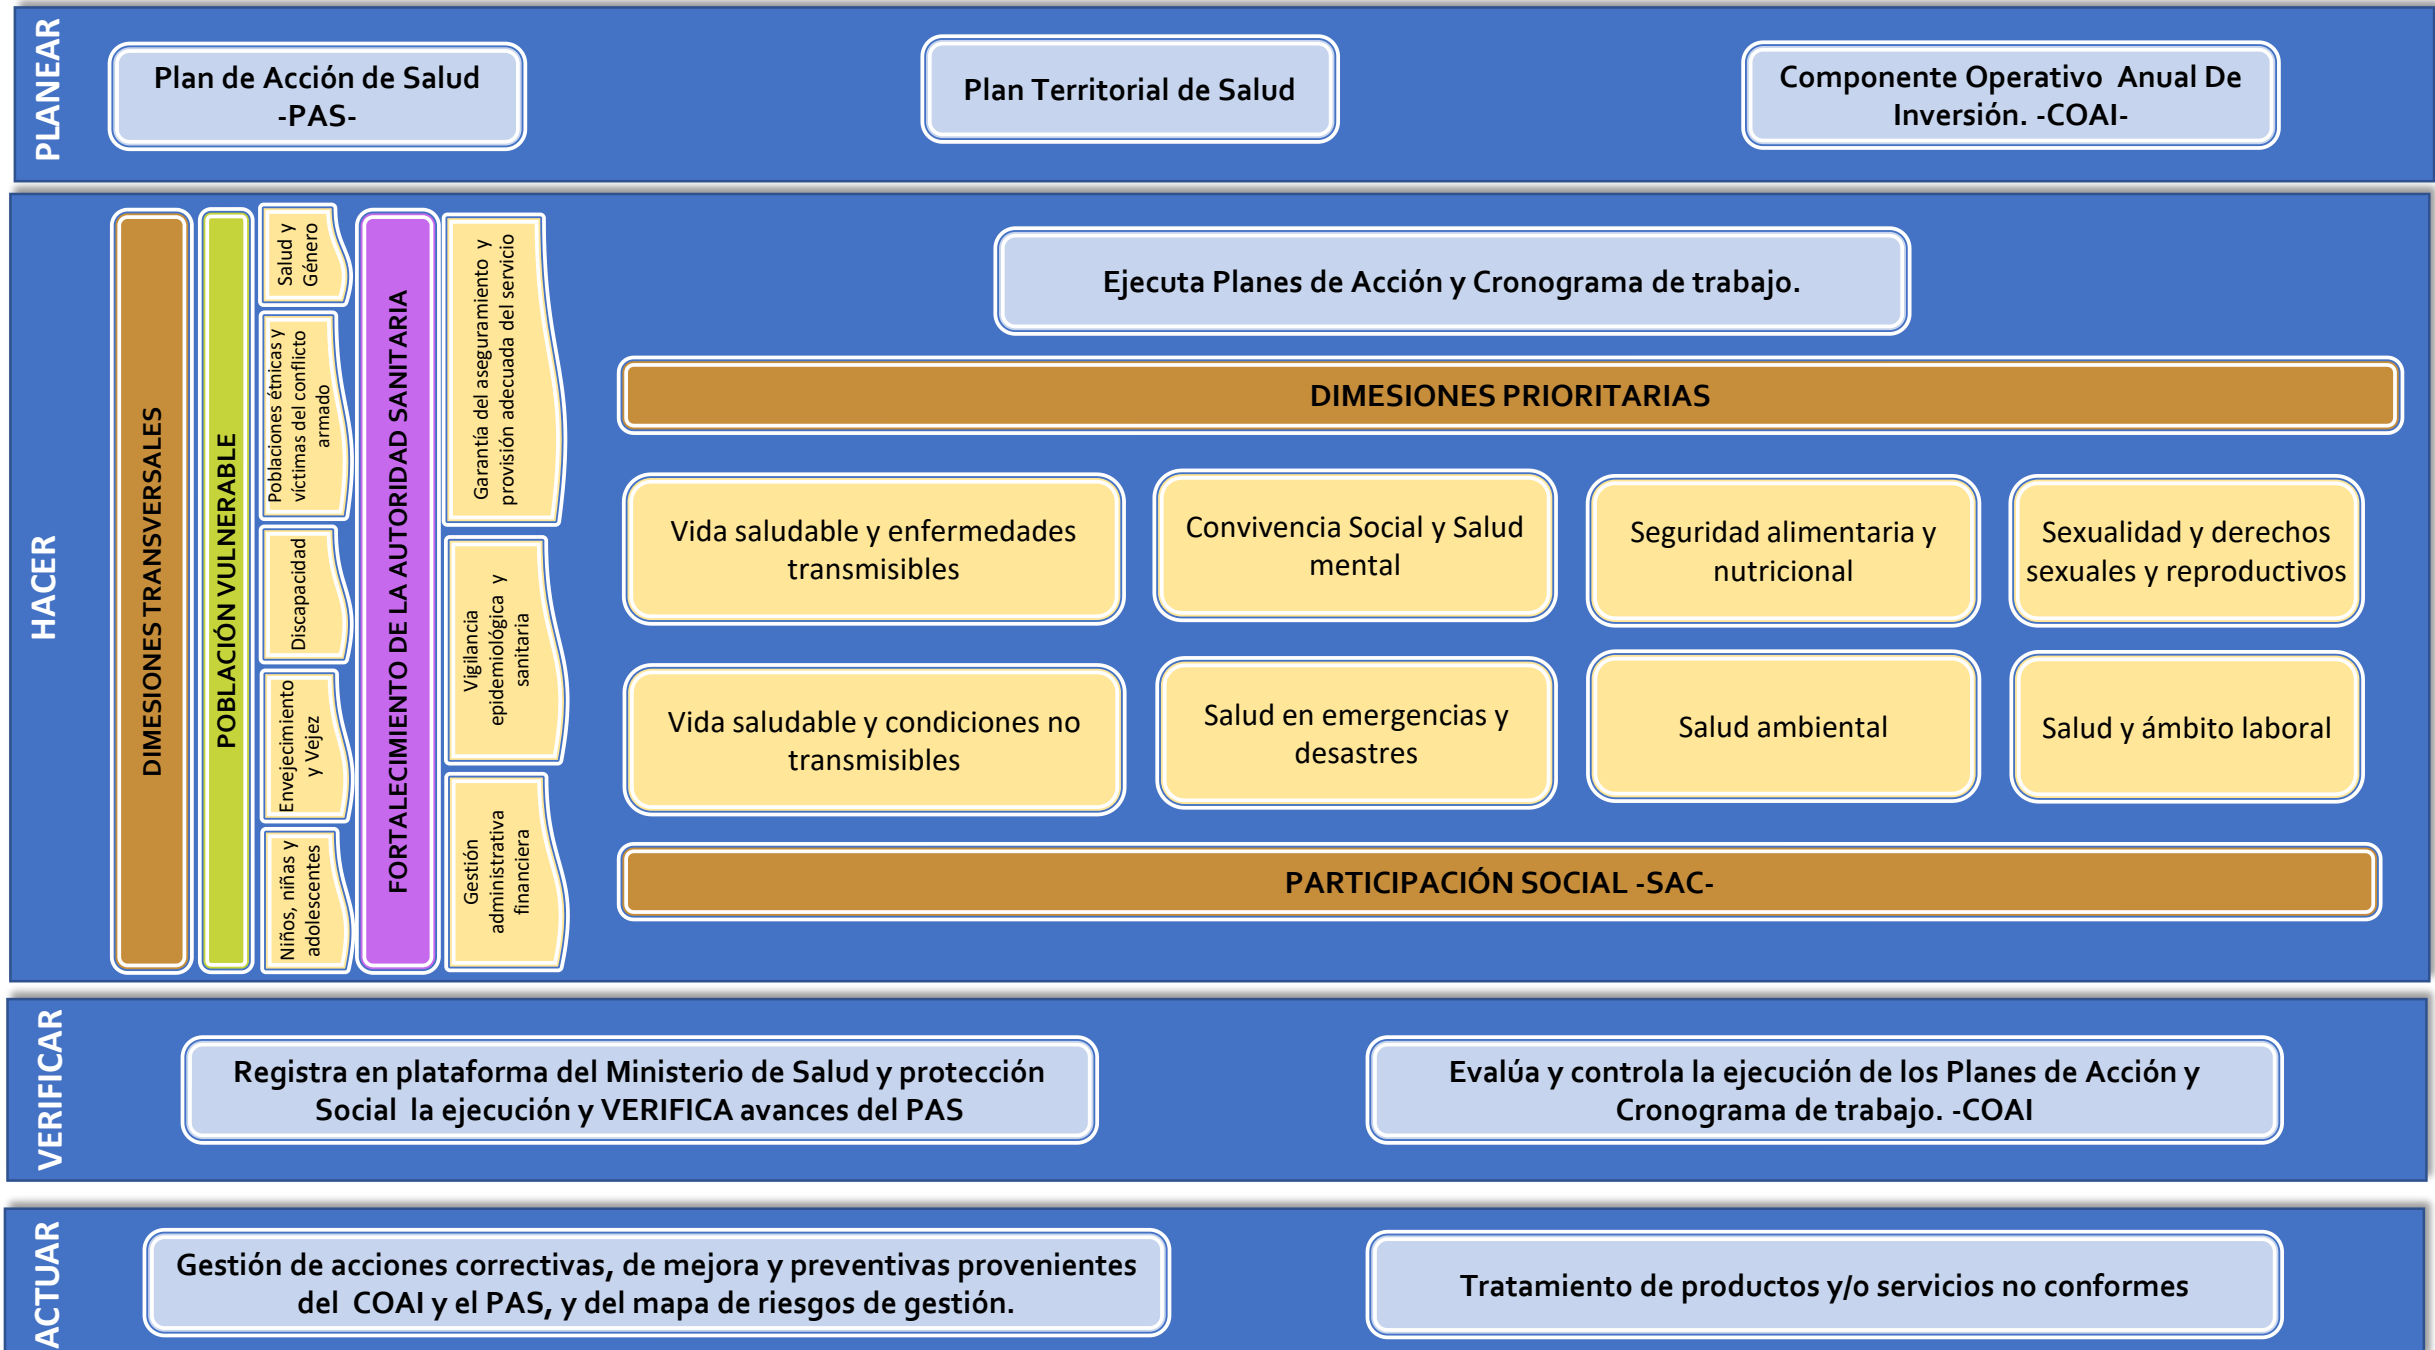 PLANEAR
Plan de Acción de Salud
-PAS-
Plan Territorial de Salud
Componente Operativo Anual De
Inversión. -COAI-
HACER
DIMESIONES TRANSVERSALES
POBLACIÓN VULNERABLE
Salud y
Género
Poblaciones étnicas y
víctimas del conflicto
armado
Discapacidad
Envejecimiento
y Vejez
Niños, niñas y
adolescentes
FORTALECIMIENTO DE LA AUTORIDAD SANITARIA
Garantía del aseguramiento y
provisión adecuada del servicio
Vigilancia
epidemiológica y
sanitaria
Gestión
administrativa
financiera
Ejecuta Planes de Acción y Cronograma de trabajo.
DIMESIONES PRIORITARIAS
Vida saludable y enfermedades
transmisibles
Convivencia Social y Salud
mental
Seguridad alimentaria y
nutricional
Sexualidad y derechos
sexuales y reproductivos
Vida saludable y condiciones no
transmisibles
Salud en emergencias y
desastres
Salud ambiental
Salud y ámbito laboral
PARTICIPACIÓN SOCIAL -SAC-
VERIFICAR
Registra en plataforma del Ministerio de Salud y protección
Social la ejecución y VERIFICA avances del PAS
Evalúa y controla la ejecución de los Planes de Acción y
Cronograma de trabajo. -COAI
ACTUAR
Gestión de acciones correctivas, de mejora y preventivas provenientes
del COAI y el PAS, y del mapa de riesgos de gestión.
Tratamiento de productos y/o servicios no conformes